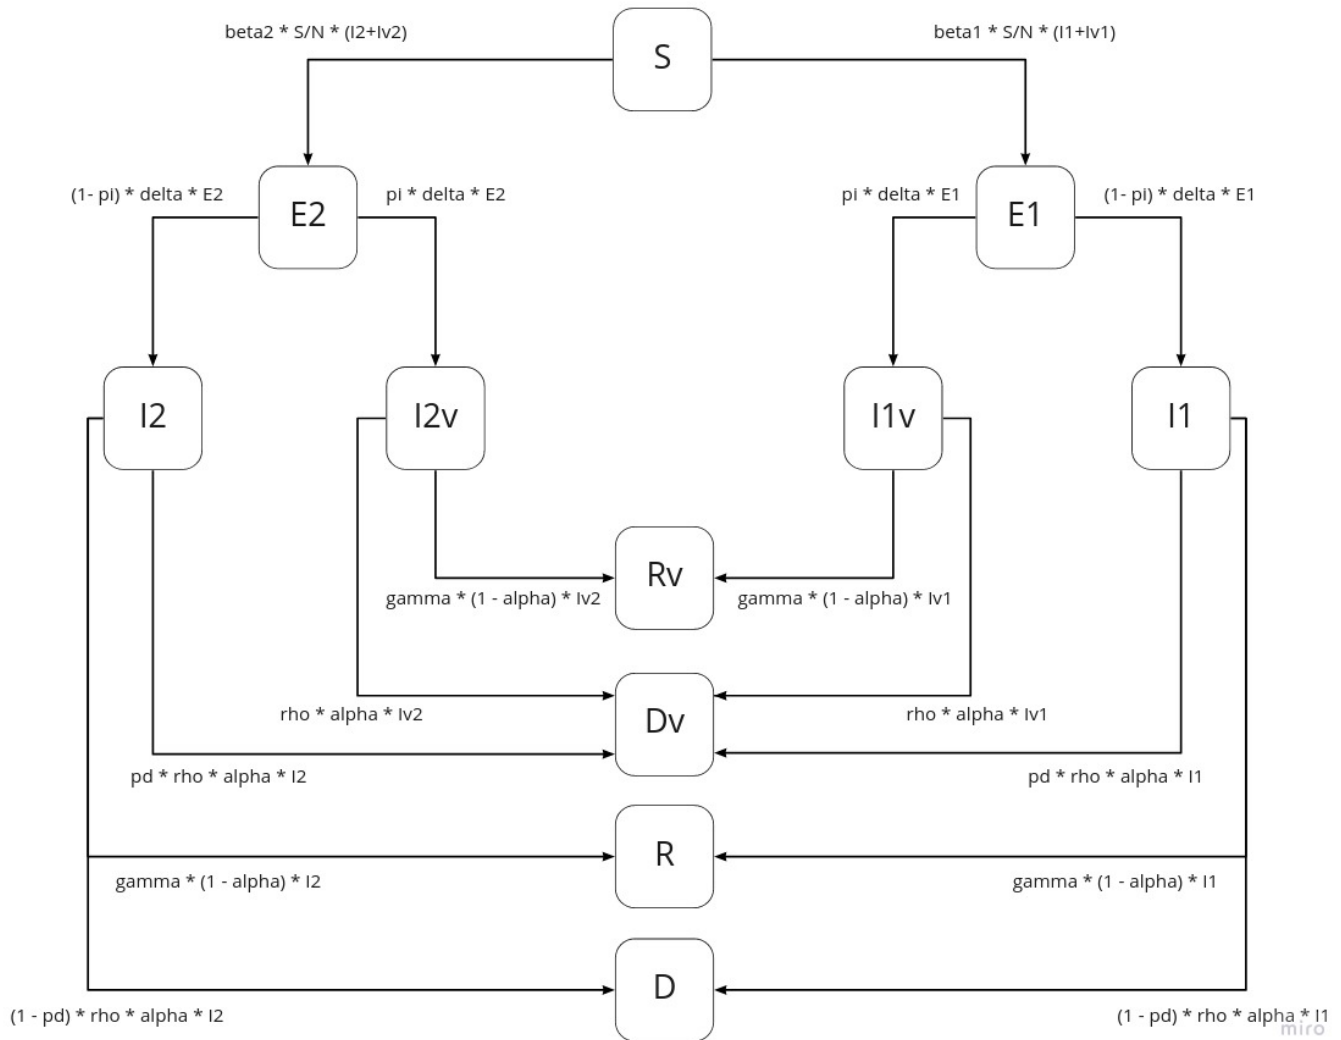 beta2 * S/N * (I2+Iv2)
S
beta1 * S/N * (I1+Iv1)
(1- pi) * delta * E2
E2
pi * delta * E2
pi * delta * E1
E1
(1- pi) * delta * E1
I2
I2v
I1v
I1
Rv
gamma * (1 - alpha) * Iv2
gamma * (1 - alpha) * Iv1
Dv
rho * alpha * Iv2
rho * alpha * Iv1
pd * rho * alpha * I2
pd * rho * alpha * I1
R
gamma * (1 - alpha) * I2
gamma * (1 - alpha) * I1
D
(1 - pd) * rho * alpha * I2
(1 - pd) * rho * alpha * I1
miro